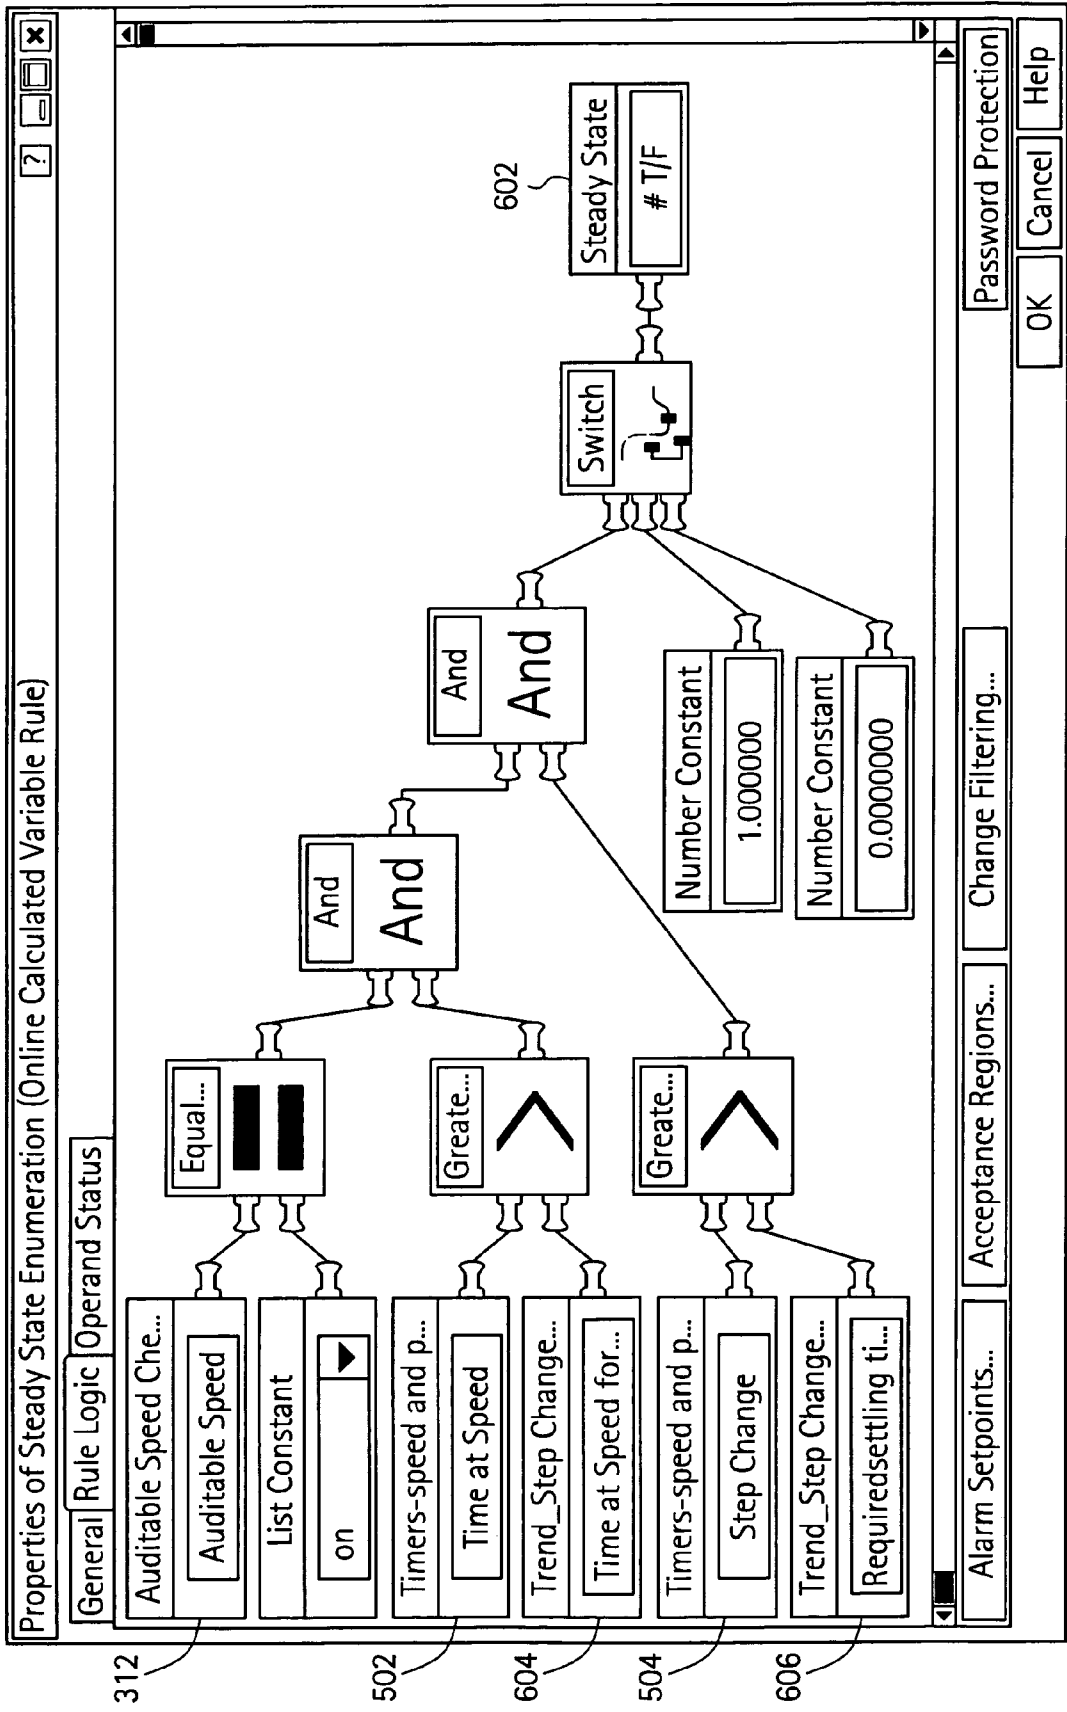 Properties of Steady State Enumeration (Online Calculated Variable Rule)
?
General
Rule Logic
Operand Status
312
Auditable Speed Che...
Auditable Speed
List Constant
on
502
Timers-speed and p...
Time at Speed
604
Trend_Step Change...
Time at Speed for...
504
Timers-speed and p...
Step Change
606
Trend_Step Change...
Requiredsettling ti...
Equal...
Greate...
Greate...
And
And
And
And
Number Constant
1.000000
Number Constant
0.0000000
Switch
602
Steady State
# T/F
Alarm Setpoints...
Acceptance Regions...
Change Filtering...
Password Protection
OK
Cancel
Help